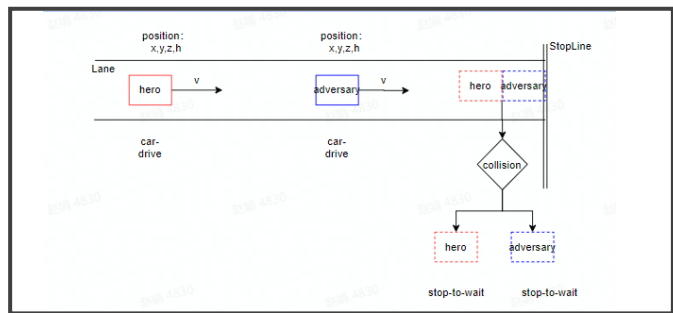 position:
x,y,z,h
position:
x,y,z,h
StopLine
Lane
hero
v
adversary
v
hero
adversary
car-
drive
car-
drive
collision
hero
adversary
stop-to-wait
stop-to-wait